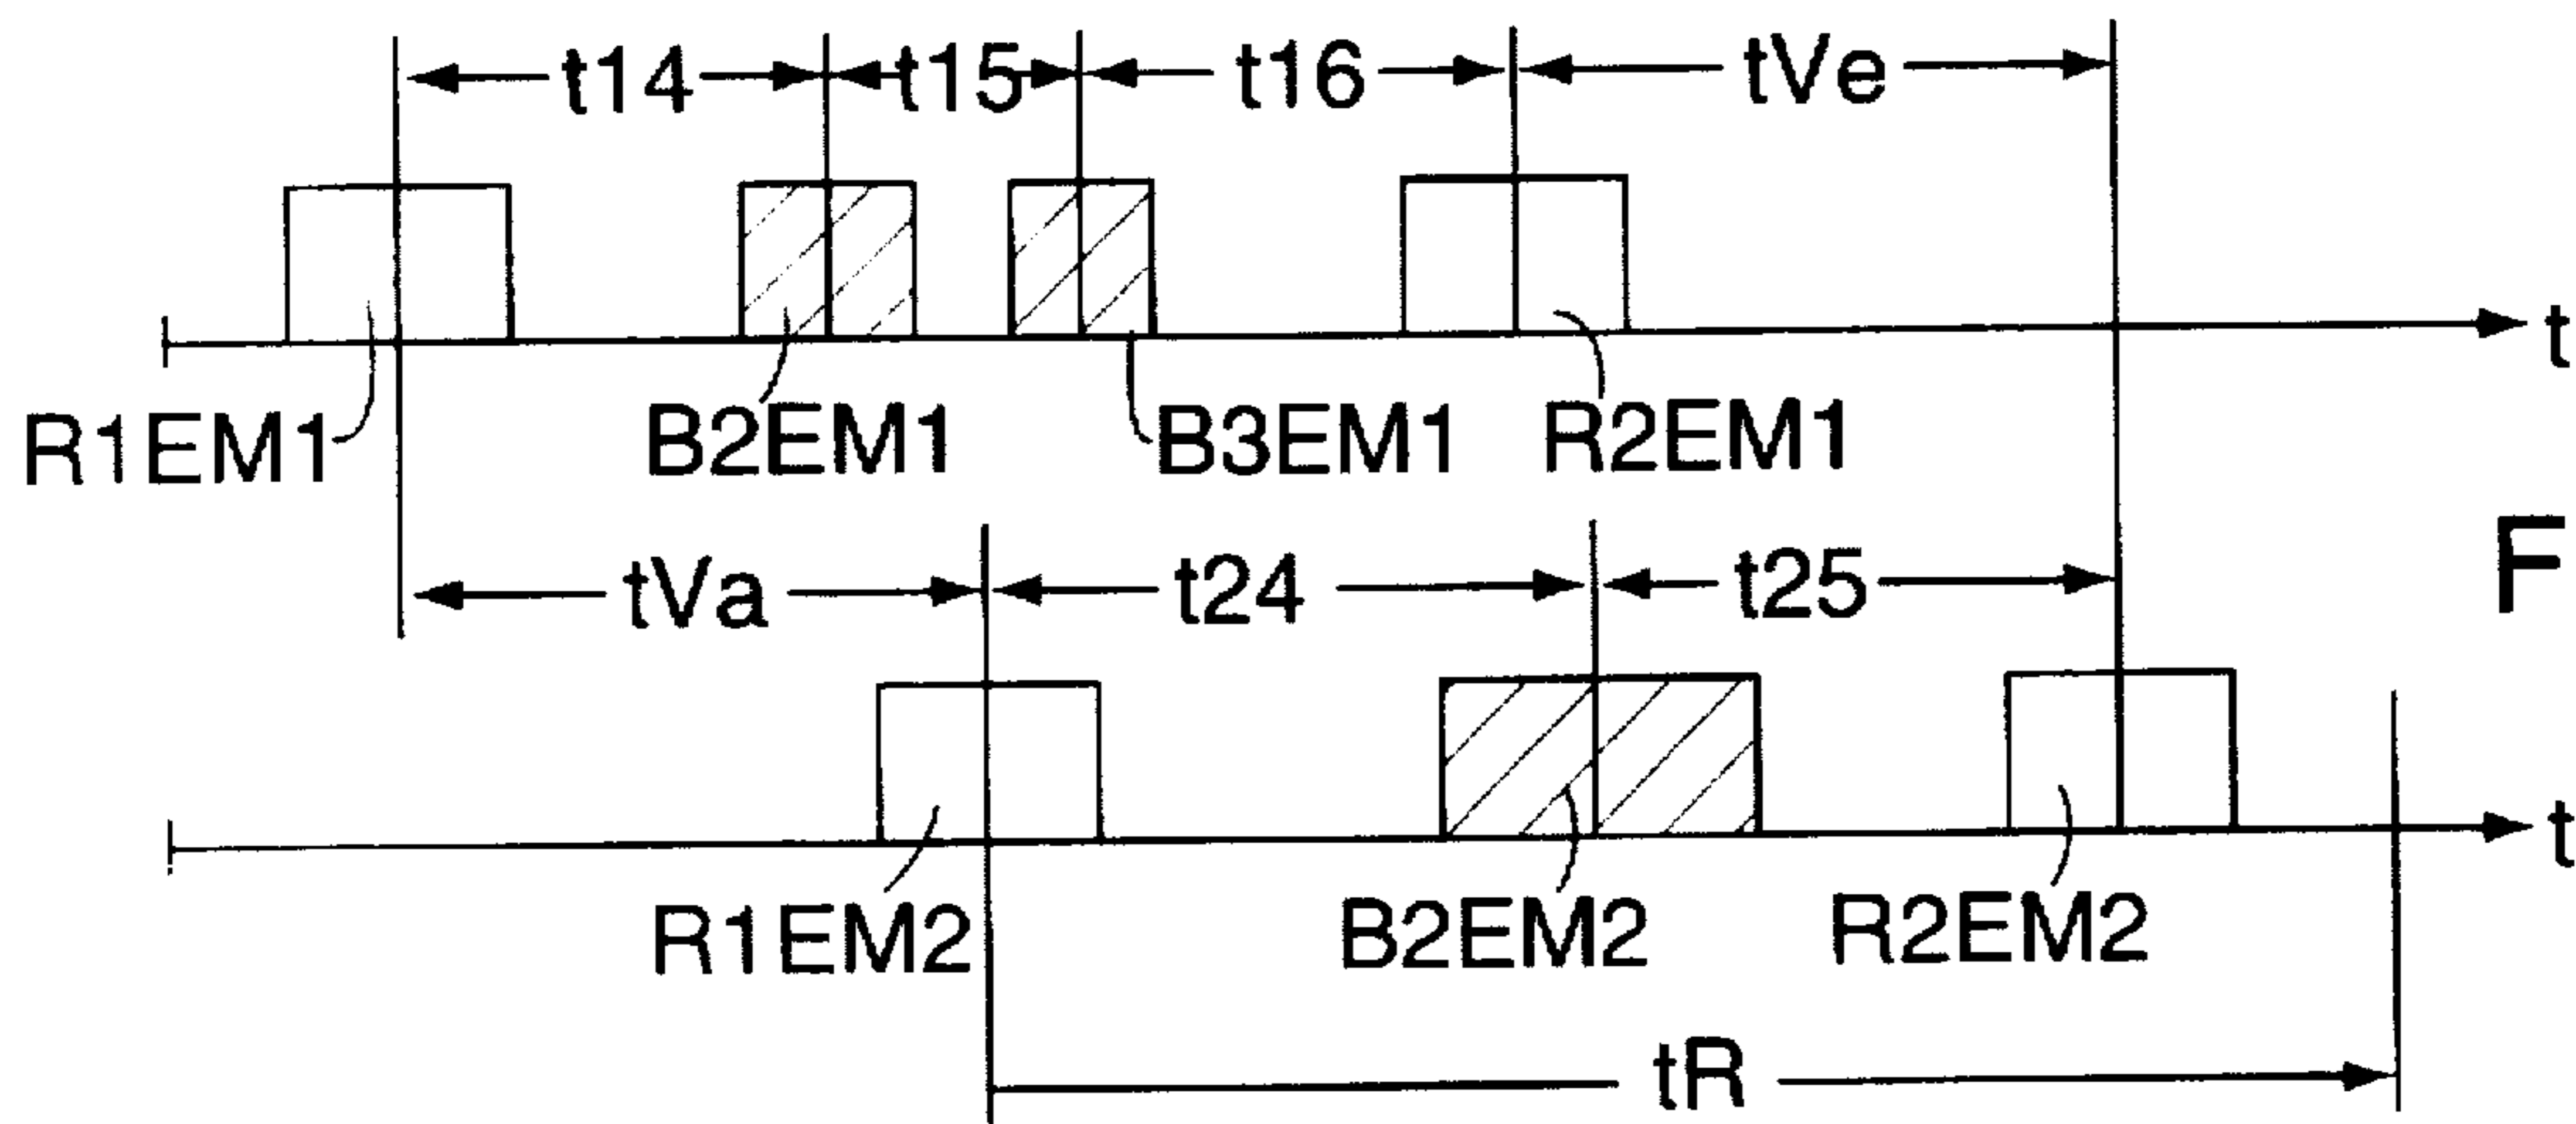 t14 t15 t16 tVe
t
R1EM1 B2EM1 B3EM1 R2EM1
F
tVa t24 t25
t
R1EM2 B2EM2 R2EM2
tR